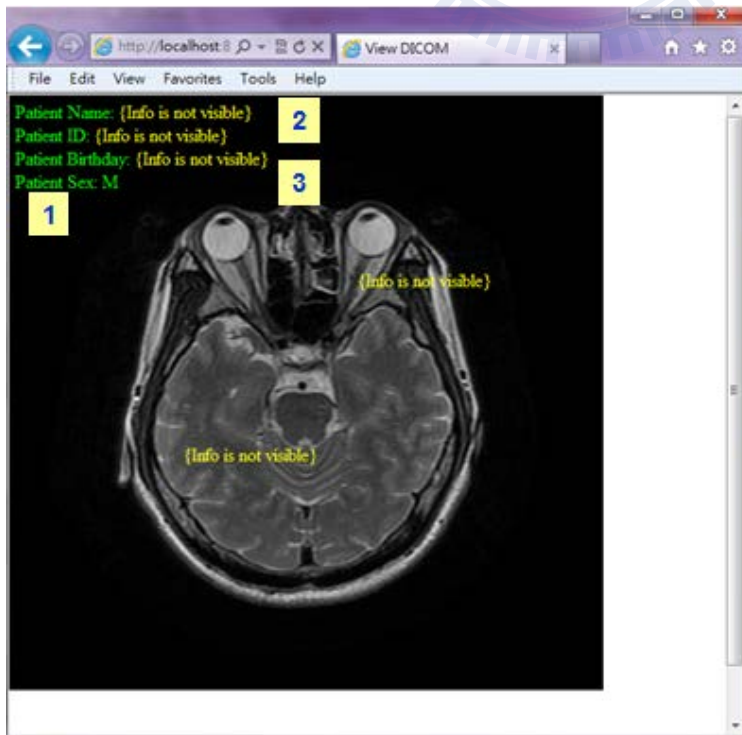 http://localhost:8
View DICOM
File Edit View Favorites Tools Help
Patient Name: {Info is not visible}
2
Patient ID: {Info is not visible}
Patient Birthday: {Info is not visible}
Patient Sex: M
3
1
{Info is not visible}
{Info is not visible}